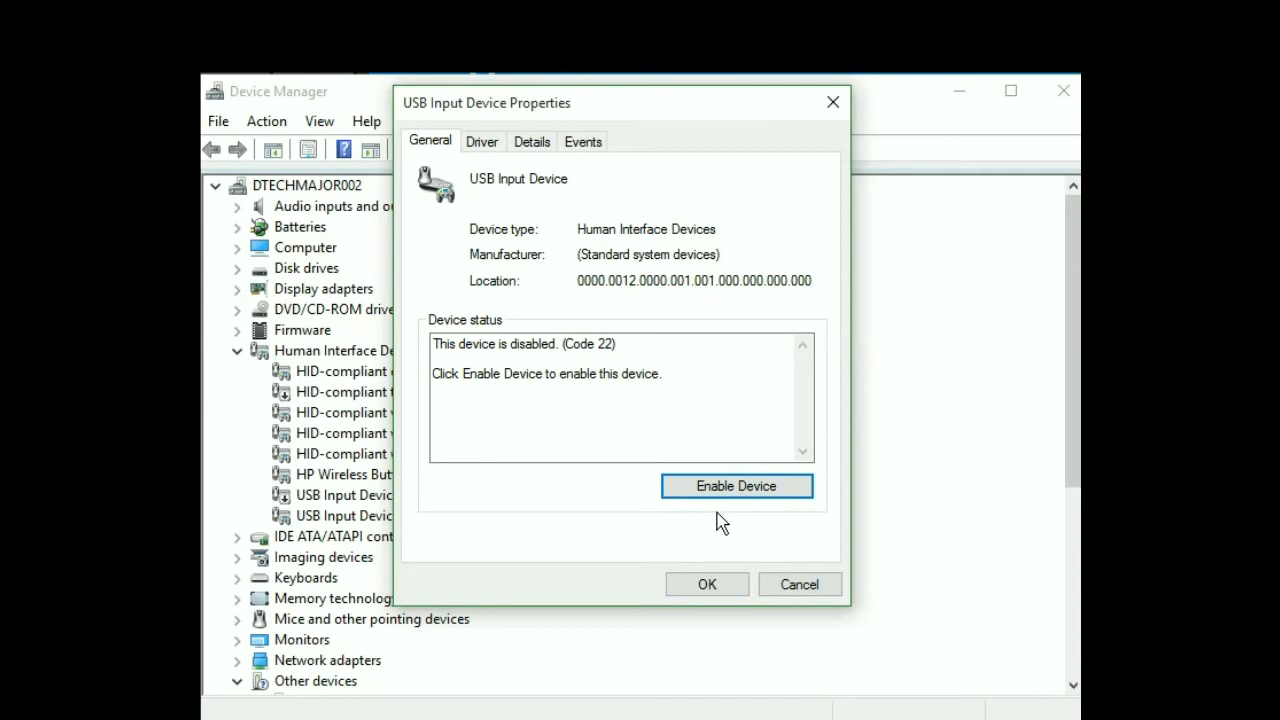 Device Manager
File Action View Help
DTECHMAJOR002
Audio inputs and ou
Batteries
Computer
Disk drives
Display adapters
DVD/CD-ROM drive
Firmware
Human Interface De
HID-compliant
HID-compliant
HID-compliant
HID-compliant
HID-compliant
HP Wireless Butt
USB Input Devic
USB Input Devic
IDE ATA/ATAPI cont
Imaging devices
Keyboards
Memory technolog
Mice and other pointing devices
Monitors
Network adapters
Other devices
USB Input Device Properties
General Driver Details Events
USB Input Device
Device type: Human Interface Devices
Manufacturer: (Standard system devices)
Location: 0000.0012.0000.001.001.000.000.000.000
Device status
This device is disabled. (Code 22)
Click Enable Device to enable this device.
Enable Device
OK Cancel